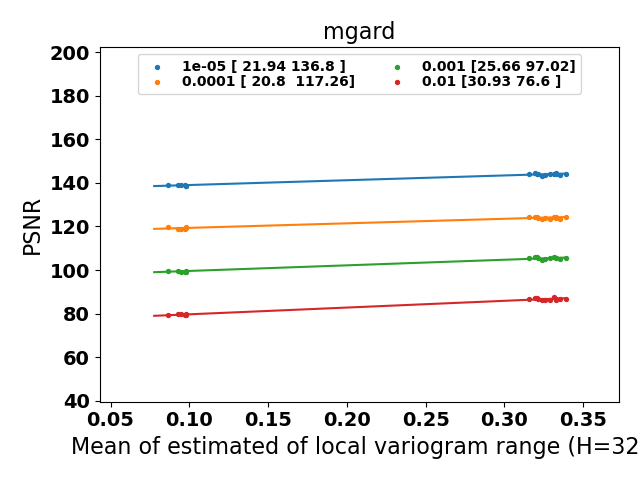 mgard
1e-05 [ 21.94 136.8 ]
0.0001 [ 20.8  117.26]
0.001 [25.66 97.02]
0.01 [30.93 76.6 ]
PSNR
200
180
160
140
120
100
80
60
40
0.05 0.10 0.15 0.20 0.25 0.30 0.35
Mean of estimated of local variogram range (H=32